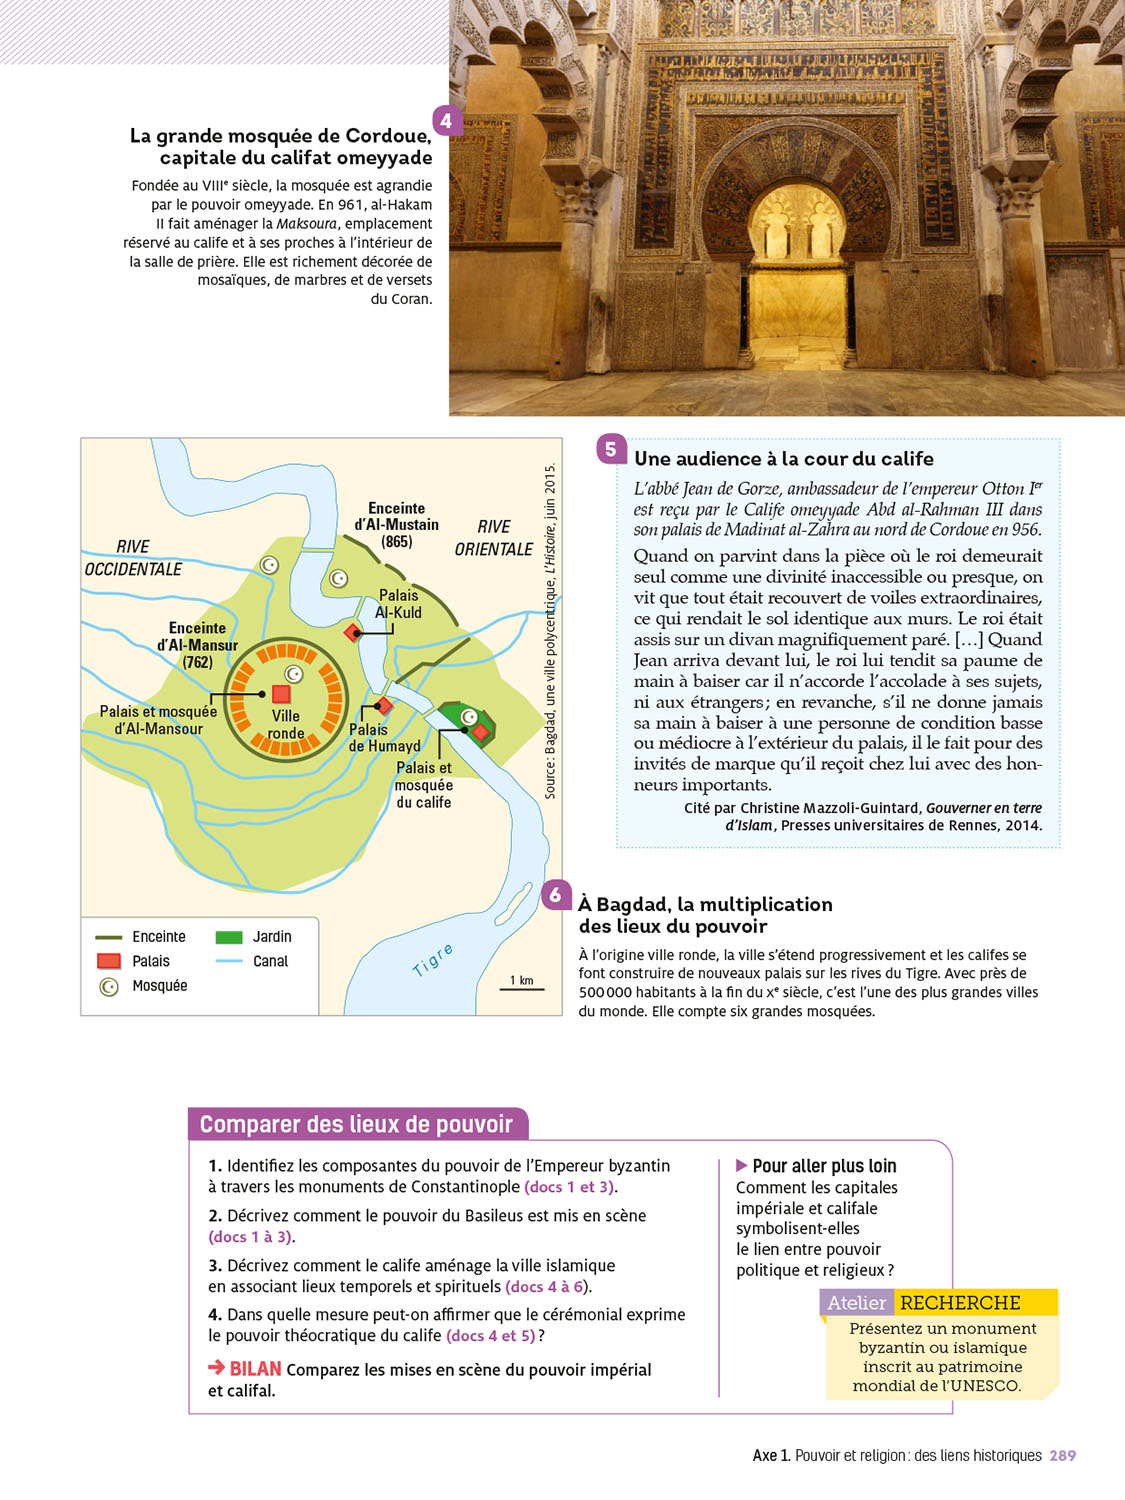 4
La grande mosquée de Cordoue,
capitale du califat omeyyade
Fondée au VIIIᵉ siècle, la mosquée est agrandie
par le pouvoir omeyyade. En 961, al-Hakam
II fait aménager la Maksoura, emplacement
réservé au calife et à ses proches à l'intérieur de
la salle de prière. Elle est richement décorée de
mosaïques, de marbres et de versets
du Coran.
RIVE
OCCIDENTALE
Enceinte
d'Al-Mustain
(865)
RIVE
ORIENTALE
Palais
Al-Kuld
Enceinte
d'Al-Mansur
(762)
Palais et mosquée
d'Al-Mansour
Ville
ronde
Palais
de Humayd
Palais et
mosquée
du calife
Tigre
1 km
Enceinte
Palais
Mosquée
Jardin
Canal
Source : Bagdad, une ville polycentrique, L'Histoire, juin 2015.
5
Une audience à la cour du calife
L'abbé Jean de Gorze, ambassadeur de l'empereur Otton Iᵉʳ
est reçu par le Calife omeyyade Abd al-Rahman III dans
son palais de Madinat al-Zahra au nord de Cordoue en 956.
Quand on parvint dans la pièce où le roi demeurait
seul comme une divinité inaccessible ou presque, on
vit que tout était recouvert de voiles extraordinaires,
ce qui rendait le sol identique aux murs. Le roi était
assis sur un divan magnifiquement paré. […] Quand
Jean arriva devant lui, le roi lui tendit sa paume de
main à baiser car il n'accorde l'accolade à ses sujets,
ni aux étrangers ; en revanche, s'il ne donne jamais
sa main à baiser à une personne de condition basse
ou médiocre à l'extérieur du palais, il le fait pour des
invités de marque qu'il reçoit chez lui avec des hon-
neurs importants.
Cité par Christine Mazzoli-Guintard, Gouverner en terre
d'Islam, Presses universitaires de Rennes, 2014.
6
À Bagdad, la multiplication
des lieux du pouvoir
À l'origine ville ronde, la ville s'étend progressivement et les califes se
font construire de nouveaux palais sur les rives du Tigre. Avec près de
500 000 habitants à la fin du xᵉ siècle, c'est l'une des plus grandes villes
du monde. Elle compte six grandes mosquées.
Comparer des lieux de pouvoir
1. Identifiez les composantes du pouvoir de l'Empereur byzantin
à travers les monuments de Constantinople (docs 1 et 3).
2. Décrivez comment le pouvoir du Basileus est mis en scène
(docs 1 à 3).
3. Décrivez comment le calife aménage la ville islamique
en associant lieux temporels et spirituels (docs 4 à 6).
4. Dans quelle mesure peut-on affirmer que le cérémonial exprime
le pouvoir théocratique du calife (docs 4 et 5) ?
➔ BILAN Comparez les mises en scène du pouvoir impérial
et califal.
▶ Pour aller plus loin
Comment les capitales
impériale et califale
symbolisent-elles
le lien entre pouvoir
politique et religieux ?
Atelier RECHERCHE
Présentez un monument
byzantin ou islamique
inscrit au patrimoine
mondial de l'UNESCO.
Axe 1. Pouvoir et religion : des liens historiques 289